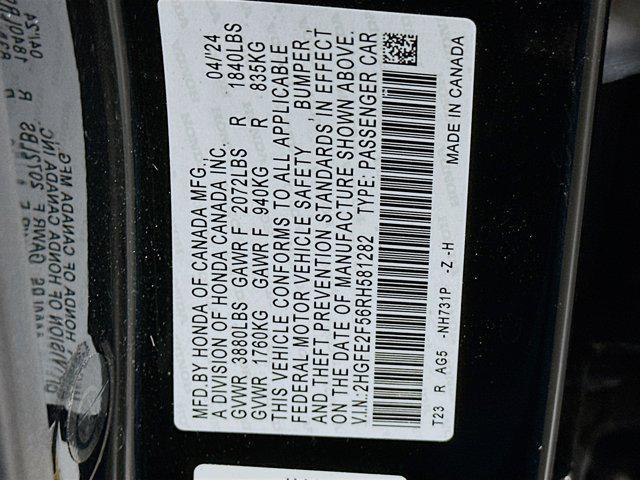 MFD.BY HONDA OF CANADA MFG., 04/24
A DIVISION OF HONDA CANADA INC.
GVWR 3880LBS GAWR F 2072LBS R 1840LBS
GVWR 1760KG GAWR F 940KG R 835KG
THIS VEHICLE CONFORMS TO ALL APPLICABLE
FEDERAL MOTOR VEHICLE SAFETY , BUMPER,
AND THEFT PREVENTION STANDARDS IN EFFECT
ON THE DATE OF MANUFACTURE SHOWN ABOVE.
V.I.N.:2HGFE2F56RH581282 TYPE: PASSENGER CAR
T23 R AG5 -NH731P -Z -H MADE IN CANADA